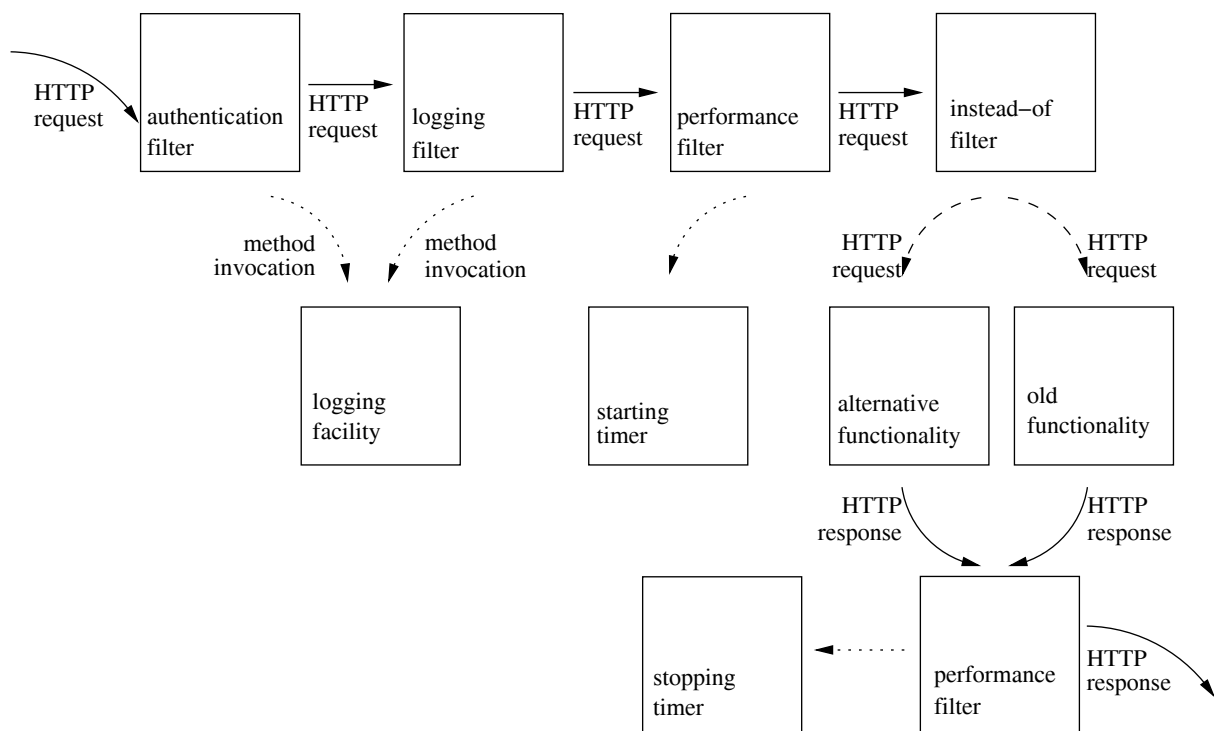 HTTP
request
authentication
filter
HTTP
request
logging
filter
HTTP
request
performance
filter
HTTP
request
instead−of
filter
method
invocation
method
invocation
HTTP
request
HTTP
request
logging
facility
starting
timer
alternative
functionality
old
functionality
HTTP
response
HTTP
response
stopping
timer
performance
filter
HTTP
response